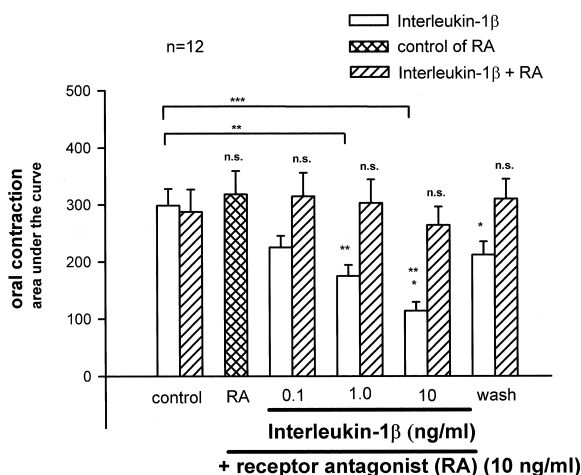 Interleukin-1β
control of RA
Interleukin-1β + RA
n=12
500
400
300
200
100
0
oral contraction
area under the curve
***
**
n.s.
n.s.
n.s.
n.s.
n.s.
**
**
*
*
control RA 0.1 1.0 10 wash
Interleukin-1β (ng/ml)
+ receptor antagonist (RA) (10 ng/ml)